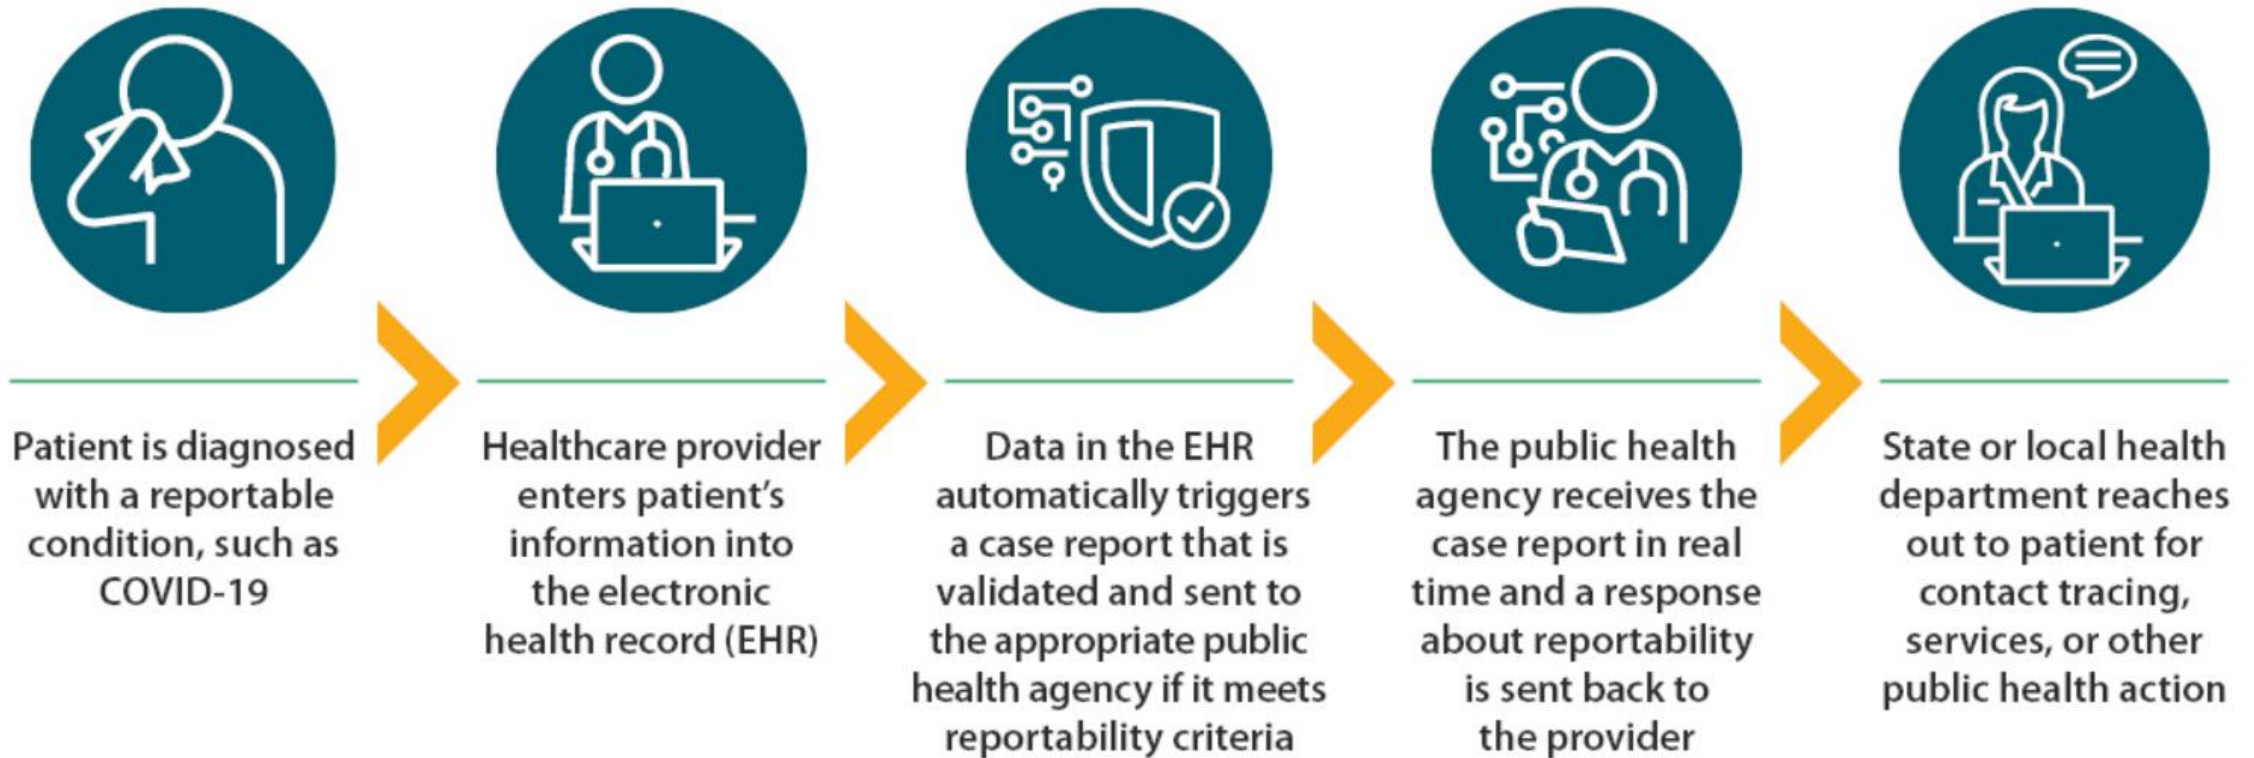 Patient is diagnosed
with a reportable
condition, such as
COVID-19
Healthcare provider
enters patient's
information into
the electronic
health record (EHR)
Data in the EHR
automatically triggers
a case report that is
validated and sent to
the appropriate public
health agency if it meets
reportability criteria
The public health
agency receives the
case report in real
time and a response
about reportability
is sent back to
the provider
State or local health
department reaches
out to patient for
contact tracing,
services, or other
public health action